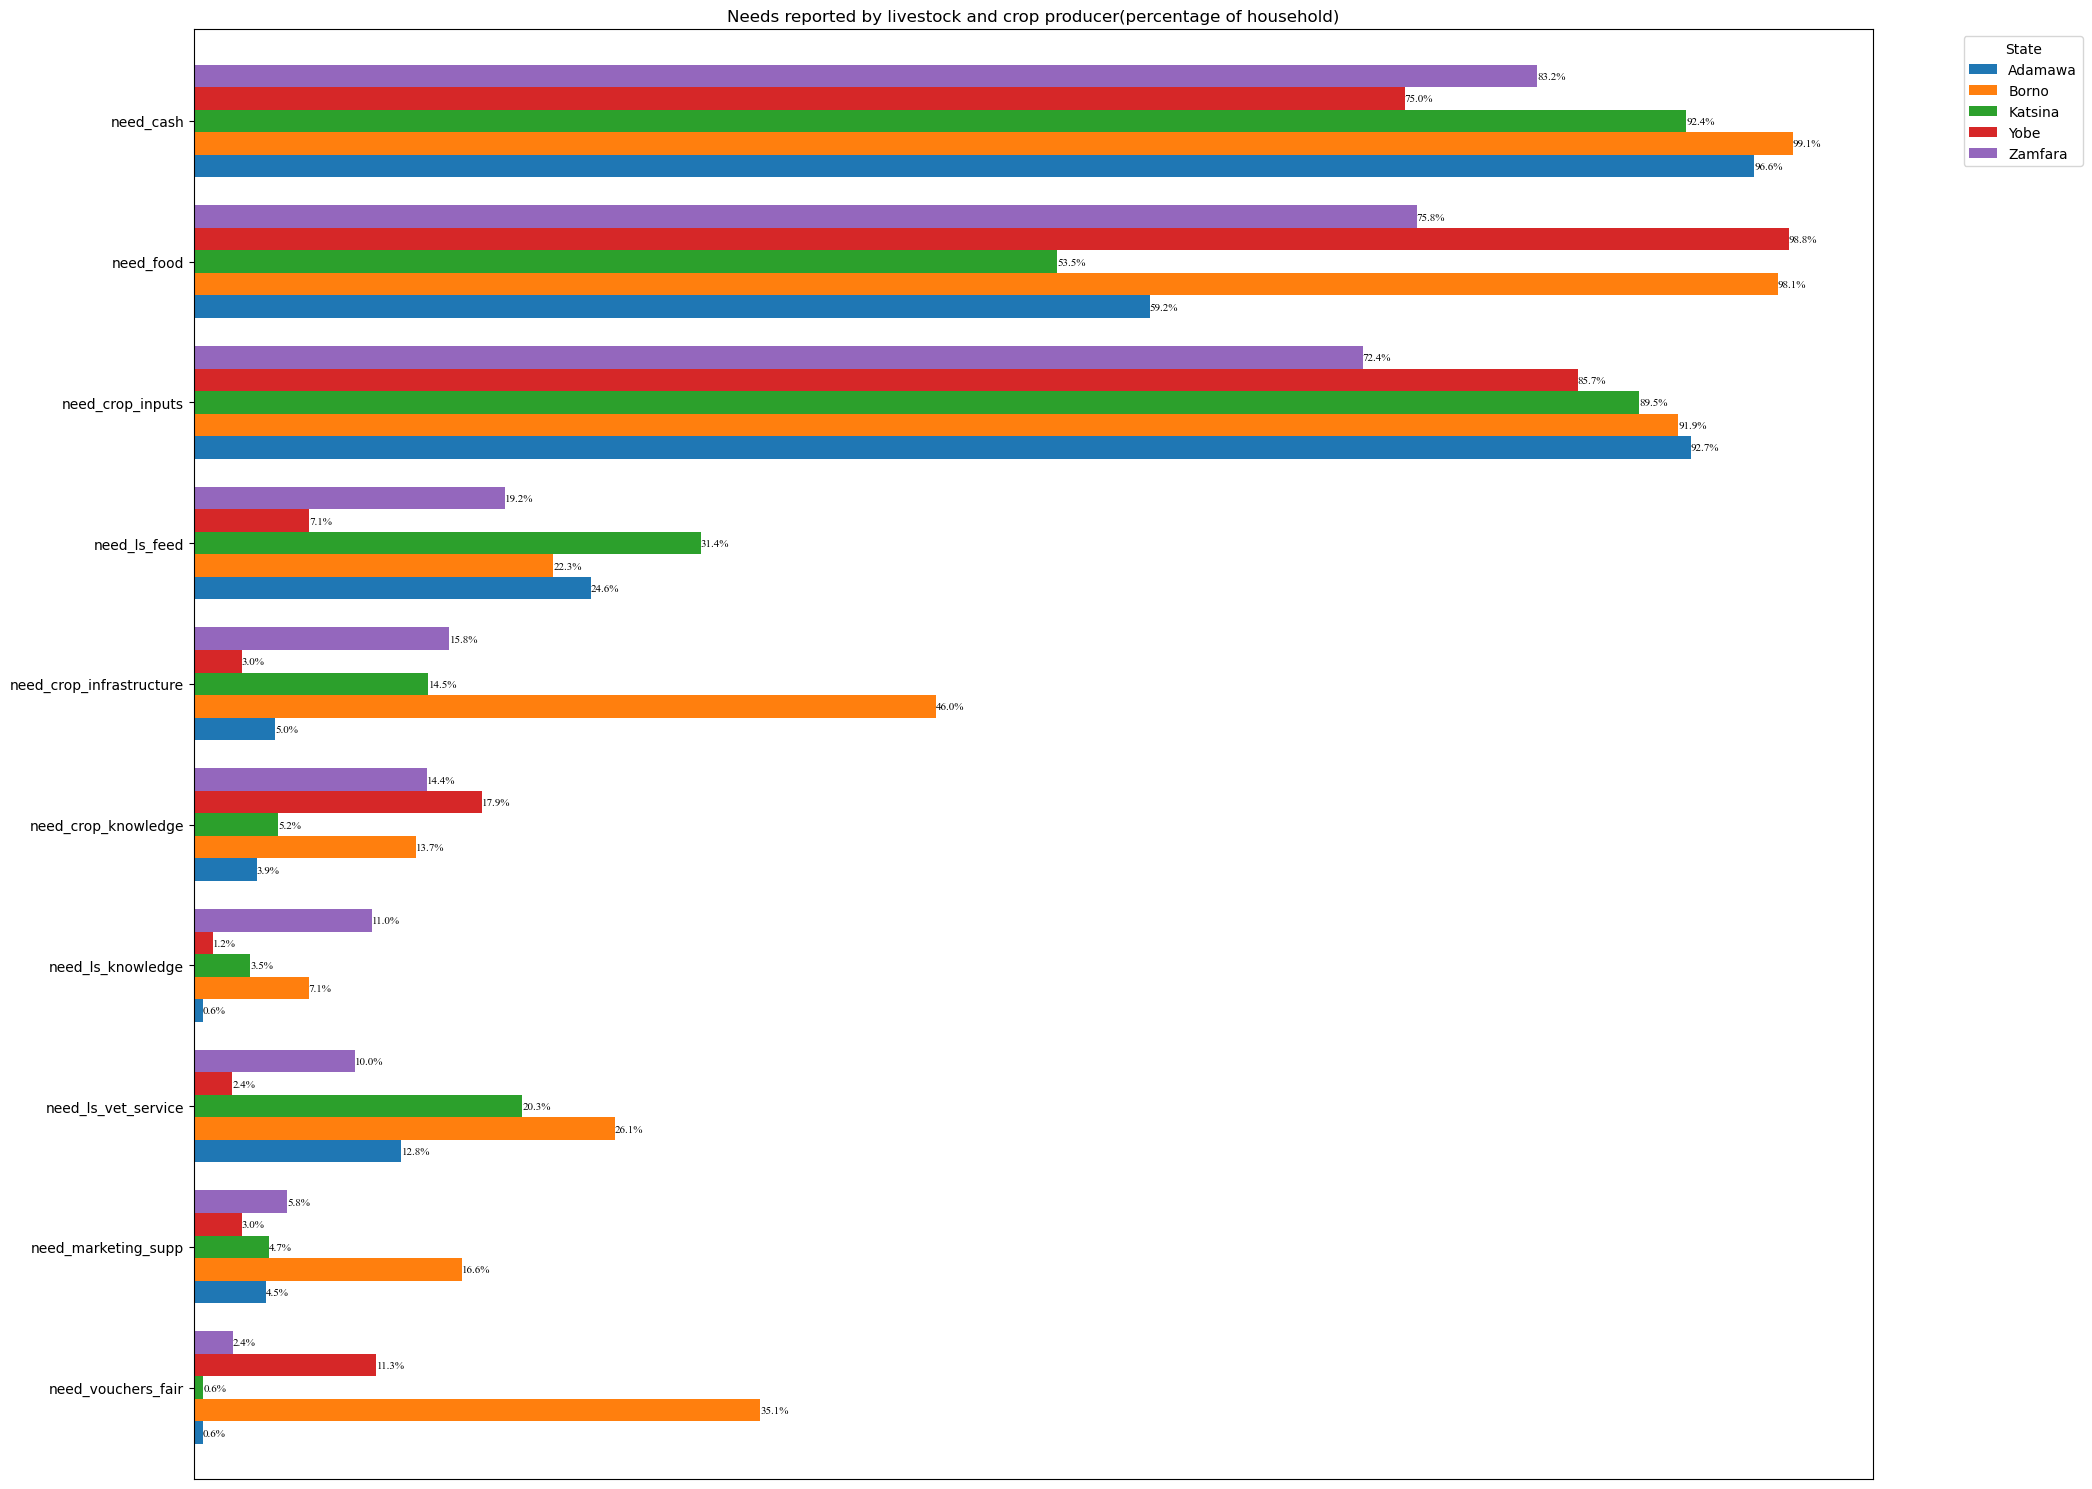 Needs reported by livestock and crop producer(percentage of household)
State
Adamawa
Borno
Katsina
Yobe
Zamfara
need_cash
83.2%
75.0%
92.4%
99.1%
96.6%
need_food
75.8%
98.8%
53.5%
98.1%
59.2%
need_crop_inputs
72.4%
85.7%
89.5%
91.9%
92.7%
need_ls_feed
19.2%
7.1%
31.4%
22.3%
24.6%
need_crop_infrastructure
15.8%
3.0%
14.5%
46.0%
5.0%
need_crop_knowledge
14.4%
17.9%
5.2%
13.7%
3.9%
need_ls_knowledge
11.0%
1.2%
3.5%
7.1%
0.6%
need_ls_vet_service
10.0%
2.4%
20.3%
26.1%
12.8%
need_marketing_supp
5.8%
3.0%
4.7%
16.6%
4.5%
need_vouchers_fair
2.4%
11.3%
0.6%
35.1%
0.6%